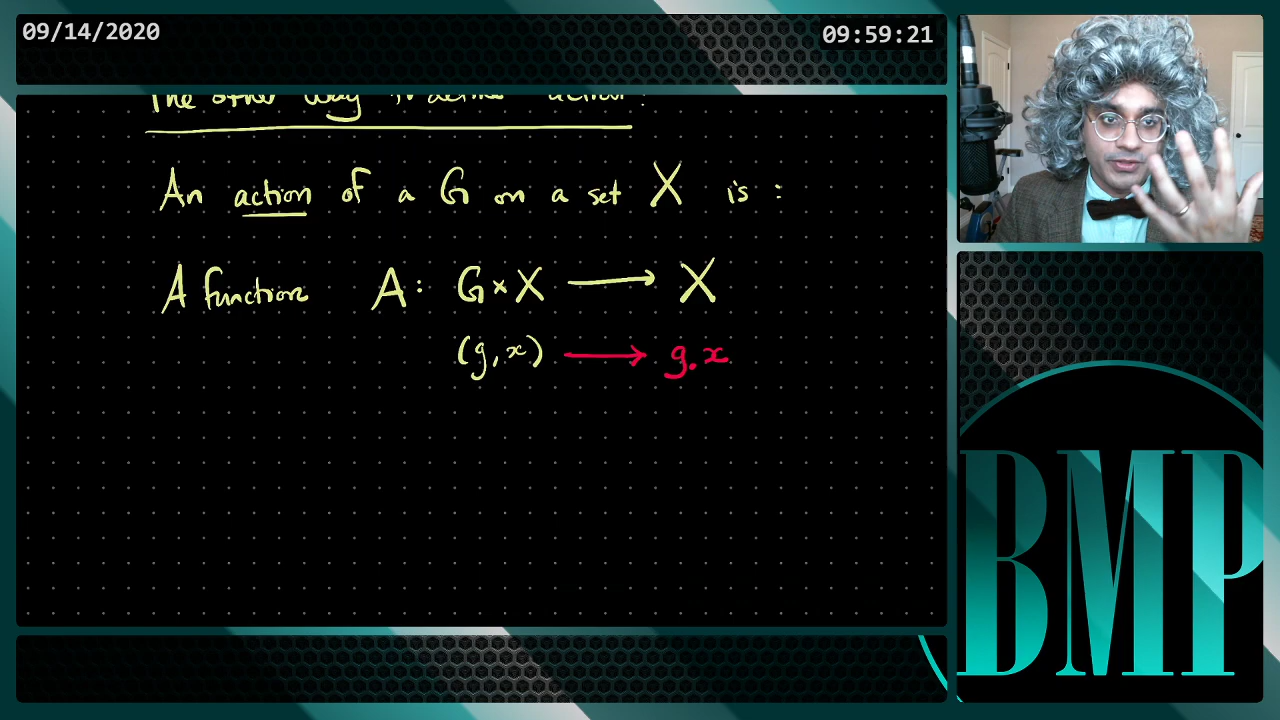 09/14/2020
09:59:21
The other way to define action:
An action of a G on a set X is :
A function A: G×X ⟶ X
(g,x) ⟶ g.x
BMP